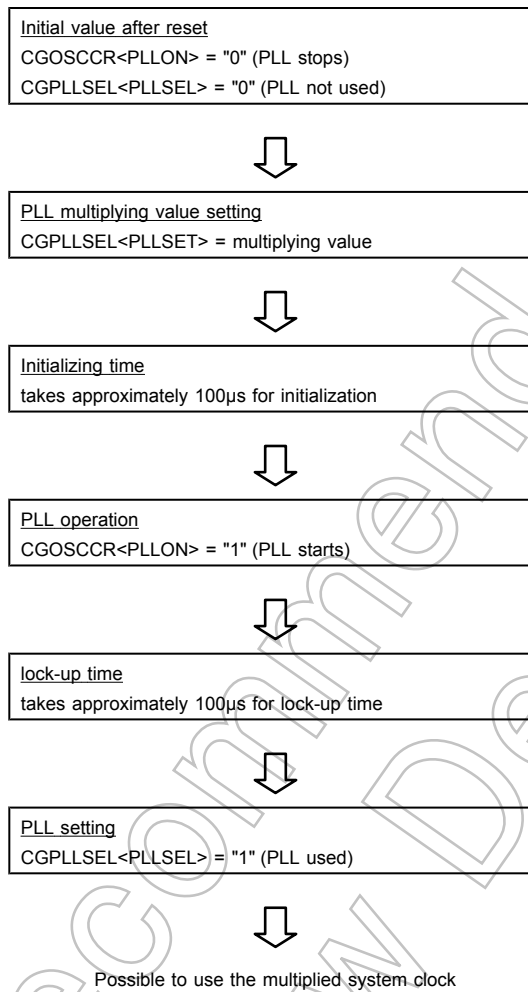 Initial value after reset
CGOSCCR<PLLON> = "0" (PLL stops)
CGPLLSEL<PLLSEL> = "0" (PLL not used)
PLL multiplying value setting
CGPLLSEL<PLLSET> = multiplying value
Initializing time
takes approximately 100μs for initialization
PLL operation
CGOSCCR<PLLON> = "1" (PLL starts)
lock-up time
takes approximately 100μs for lock-up time
PLL setting
CGPLLSEL<PLLSEL> = "1" (PLL used)
Possible to use the multiplied system clock